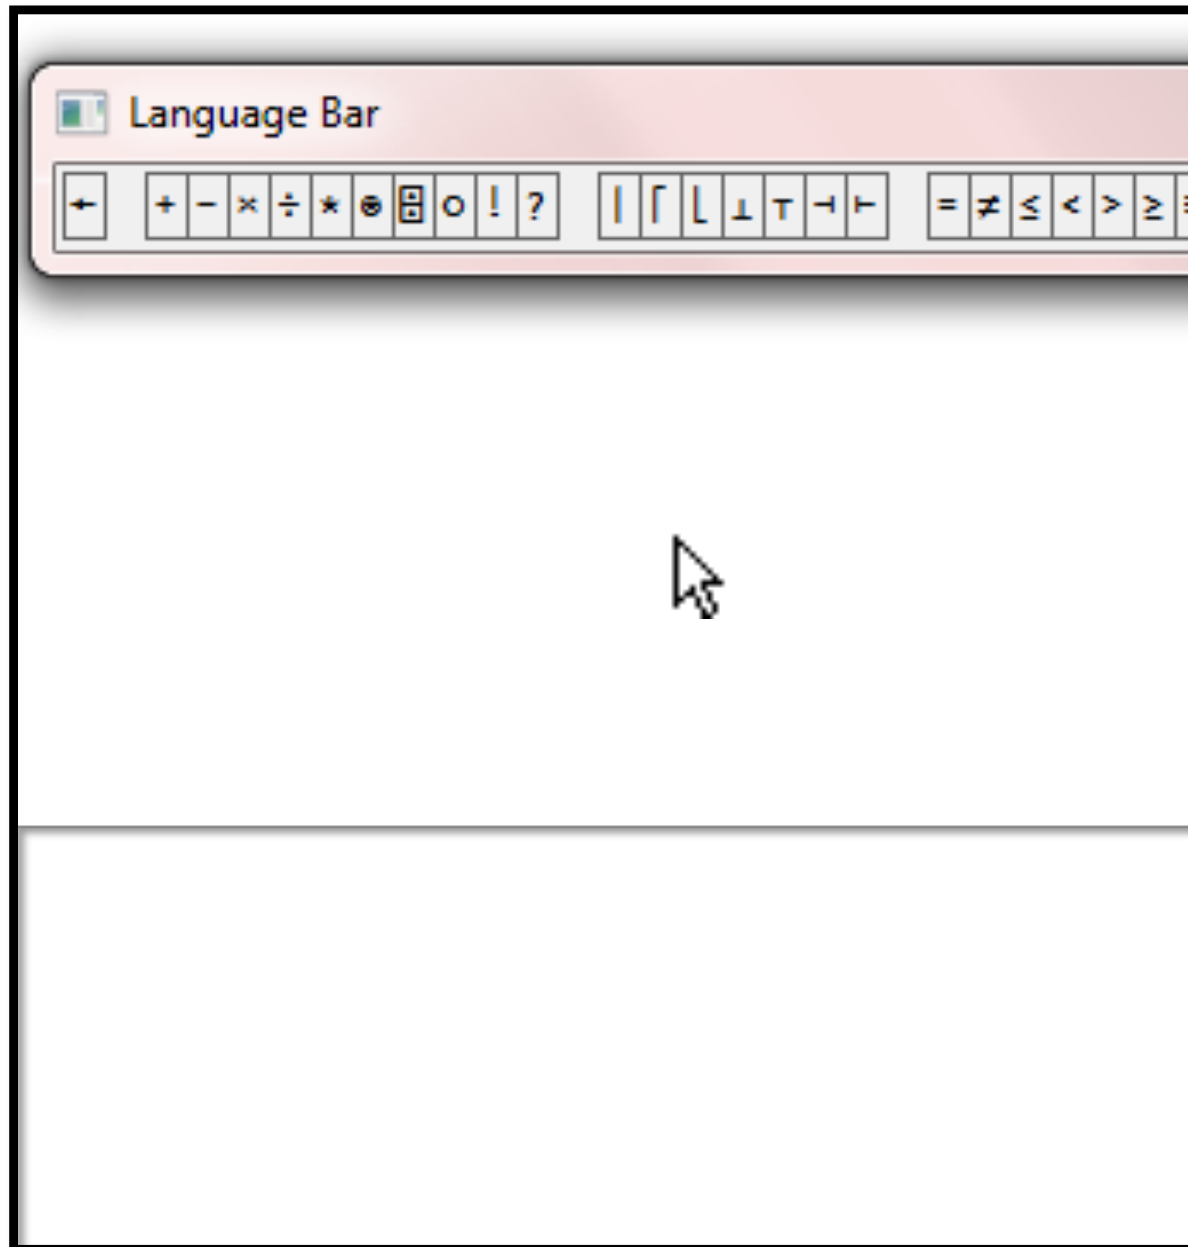 Language Bar
← + − × ÷ * ⍟ ⌹ ○ ! ? | ⌈ ⌊ ⊥ ⊤ ⊣ ⊢ = ≠ ≤ < > ≥